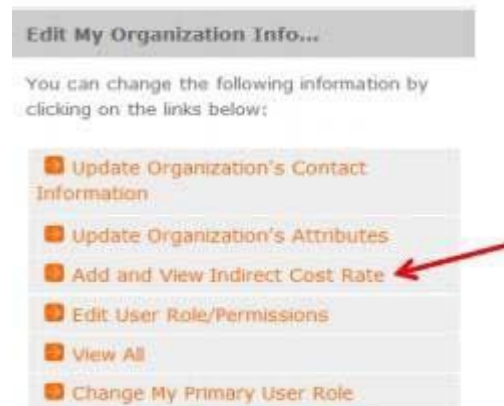 Edit My Organization Info...
You can change the following information by
clicking on the links below:
Update Organization's Contact
Information
Update Organization's Attributes
Add and View Indirect Cost Rate
Edit User Role/Permissions
View All
Change My Primary User Role